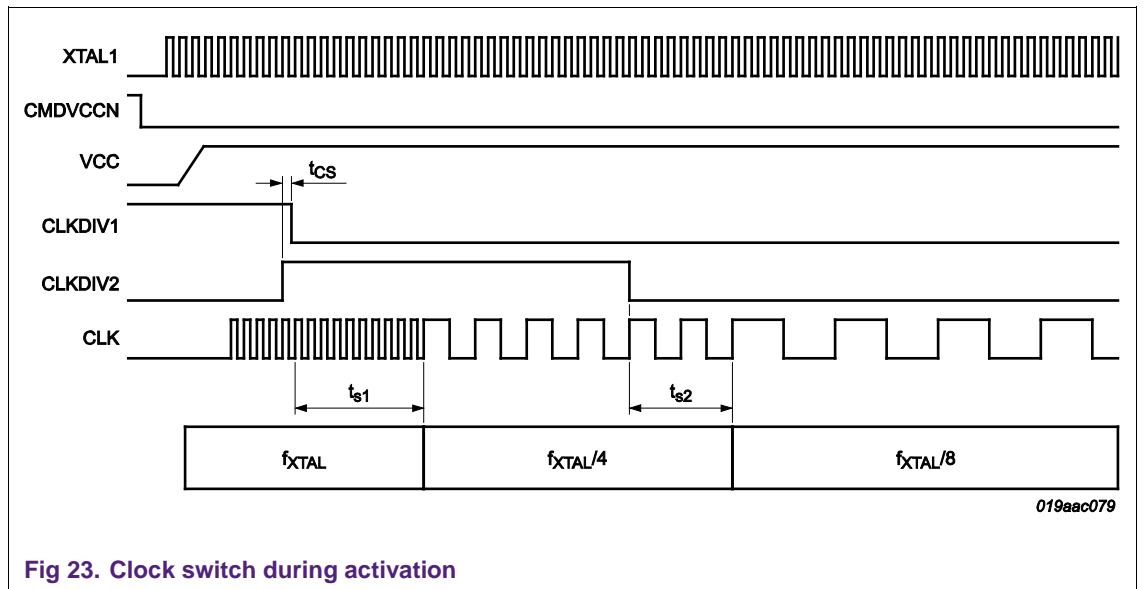 XTAL1
CMDVCCN
VCC
tCS
CLKDIV1
CLKDIV2
CLK
ts1
ts2
fXTAL
fXTAL/4
fXTAL/8
019aac079
Fig 23. Clock switch during activation